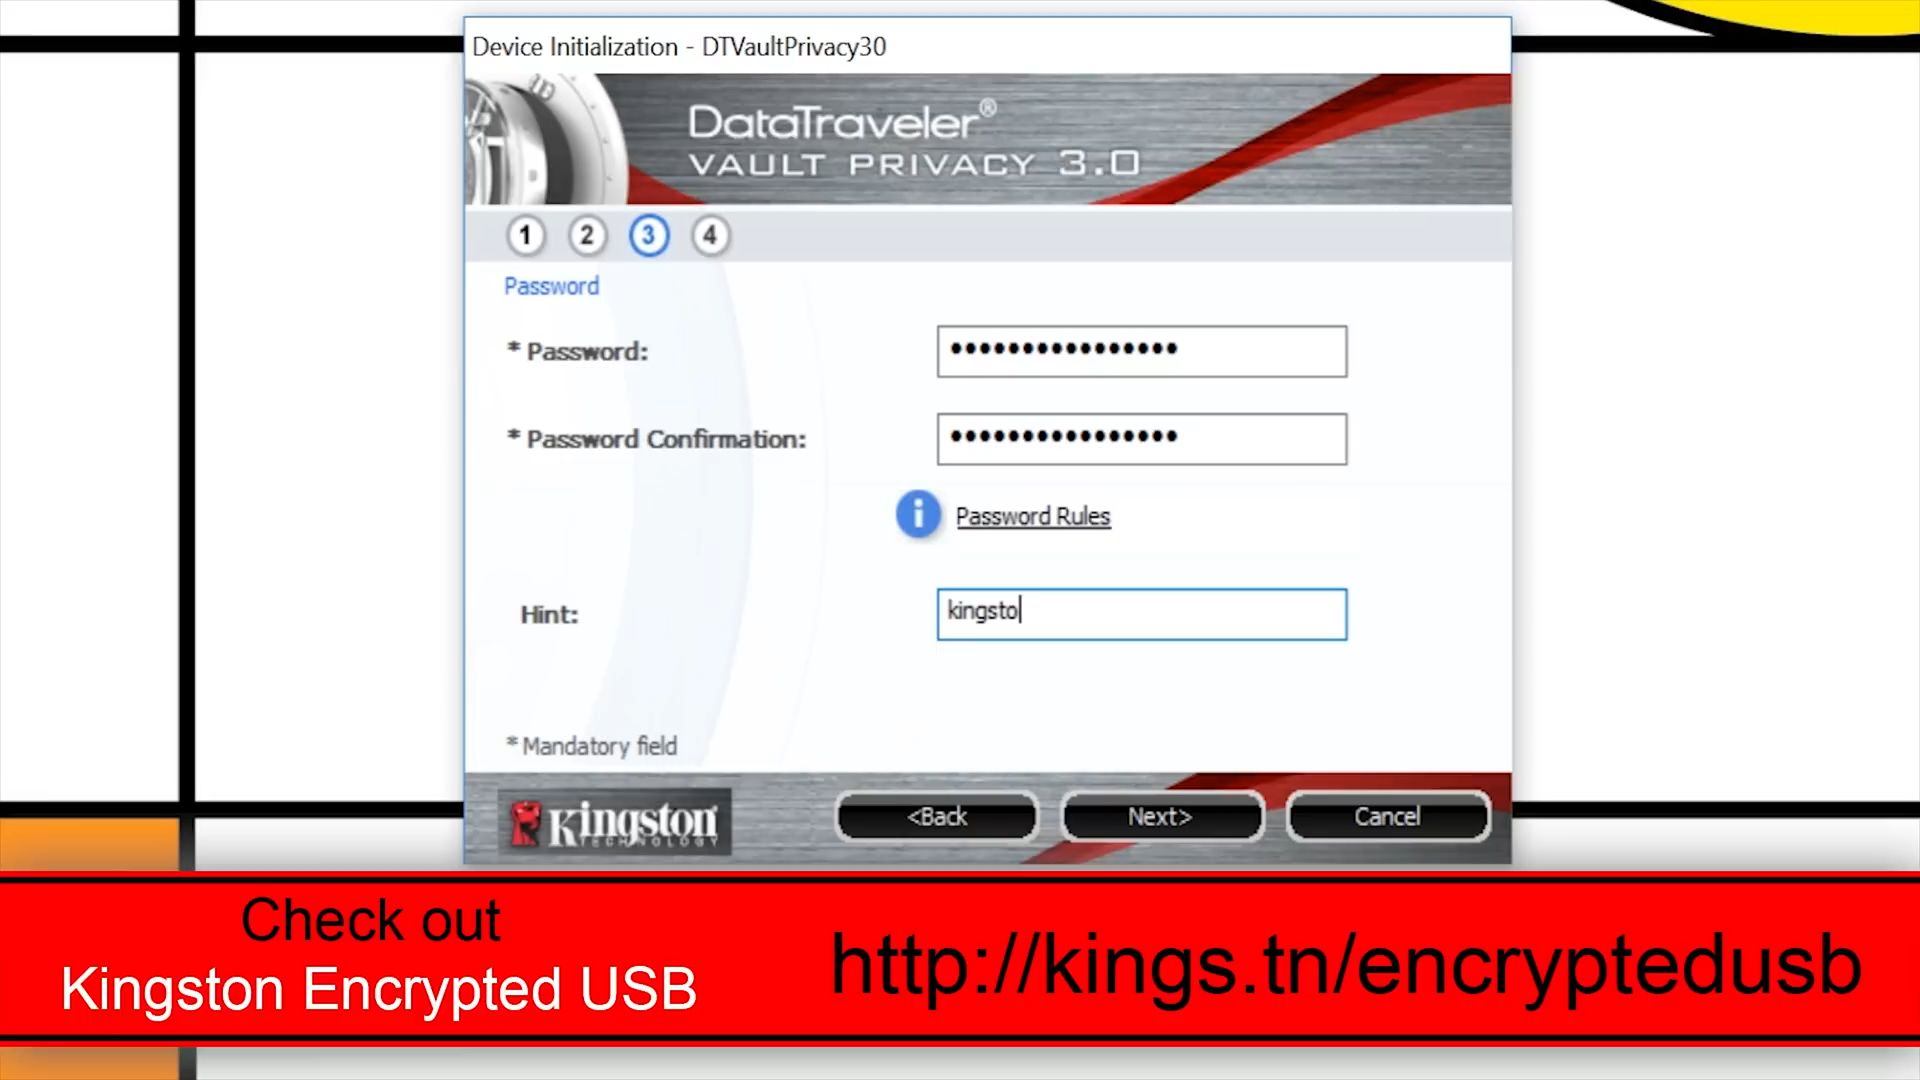 Device Initialization - DTVaultPrivacy30
DataTraveler®
VAULT PRIVACY 3.0
1 2 3 4
Password
* Password: ••••••••••••••••
* Password Confirmation: ••••••••••••••••
i Password Rules
Hint: kingsto
* Mandatory field
Kingston
TECHNOLOGY
<Back Next> Cancel
Check out
Kingston Encrypted USB
http://kings.tn/encryptedusb